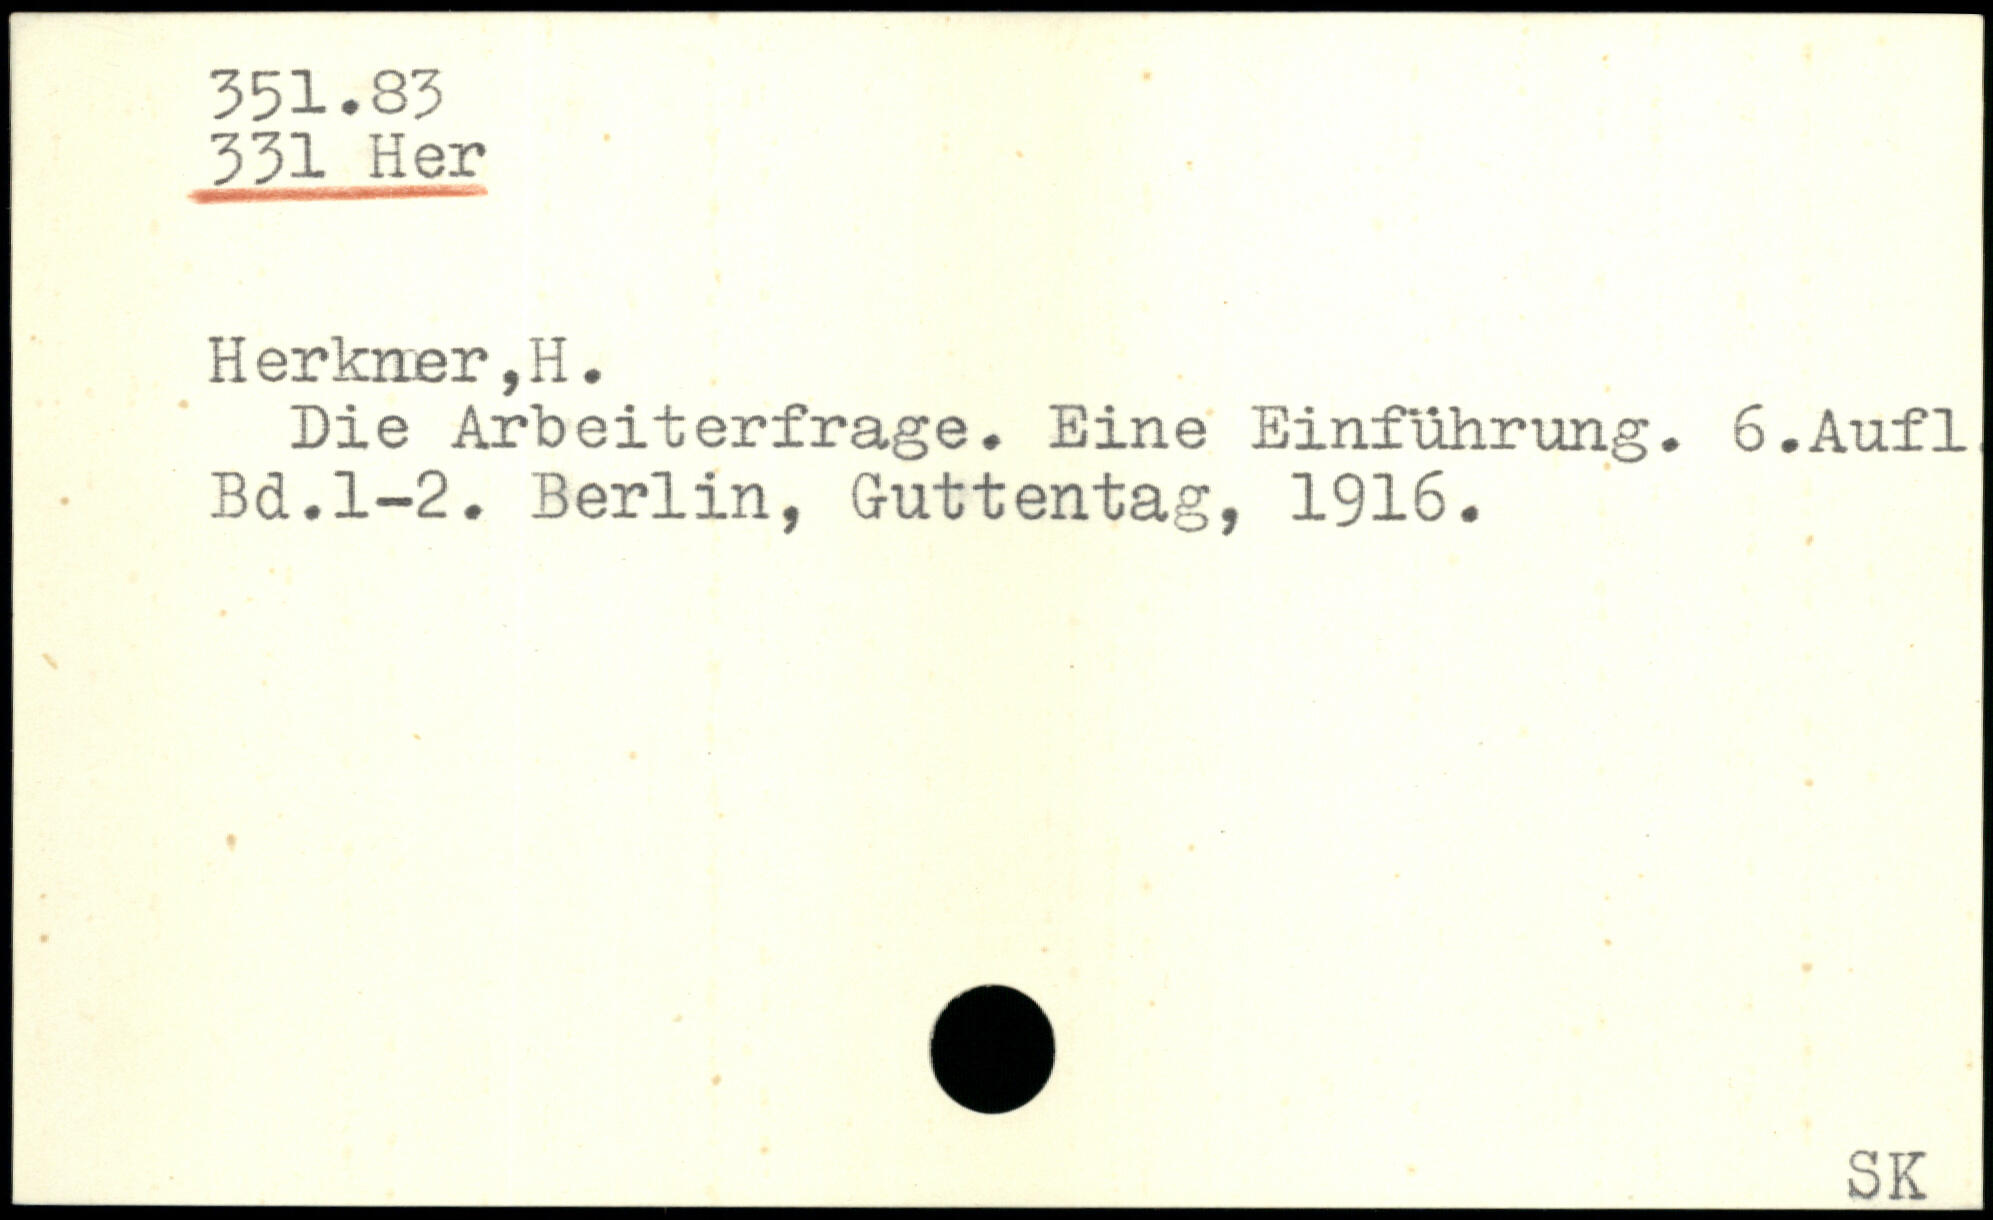 351.83
331 Her
Herkner,H.
Die Arbeiterfrage. Eine Einführung. 6.Aufl.
Bd.1-2. Berlin, Guttentag, 1916.
SK